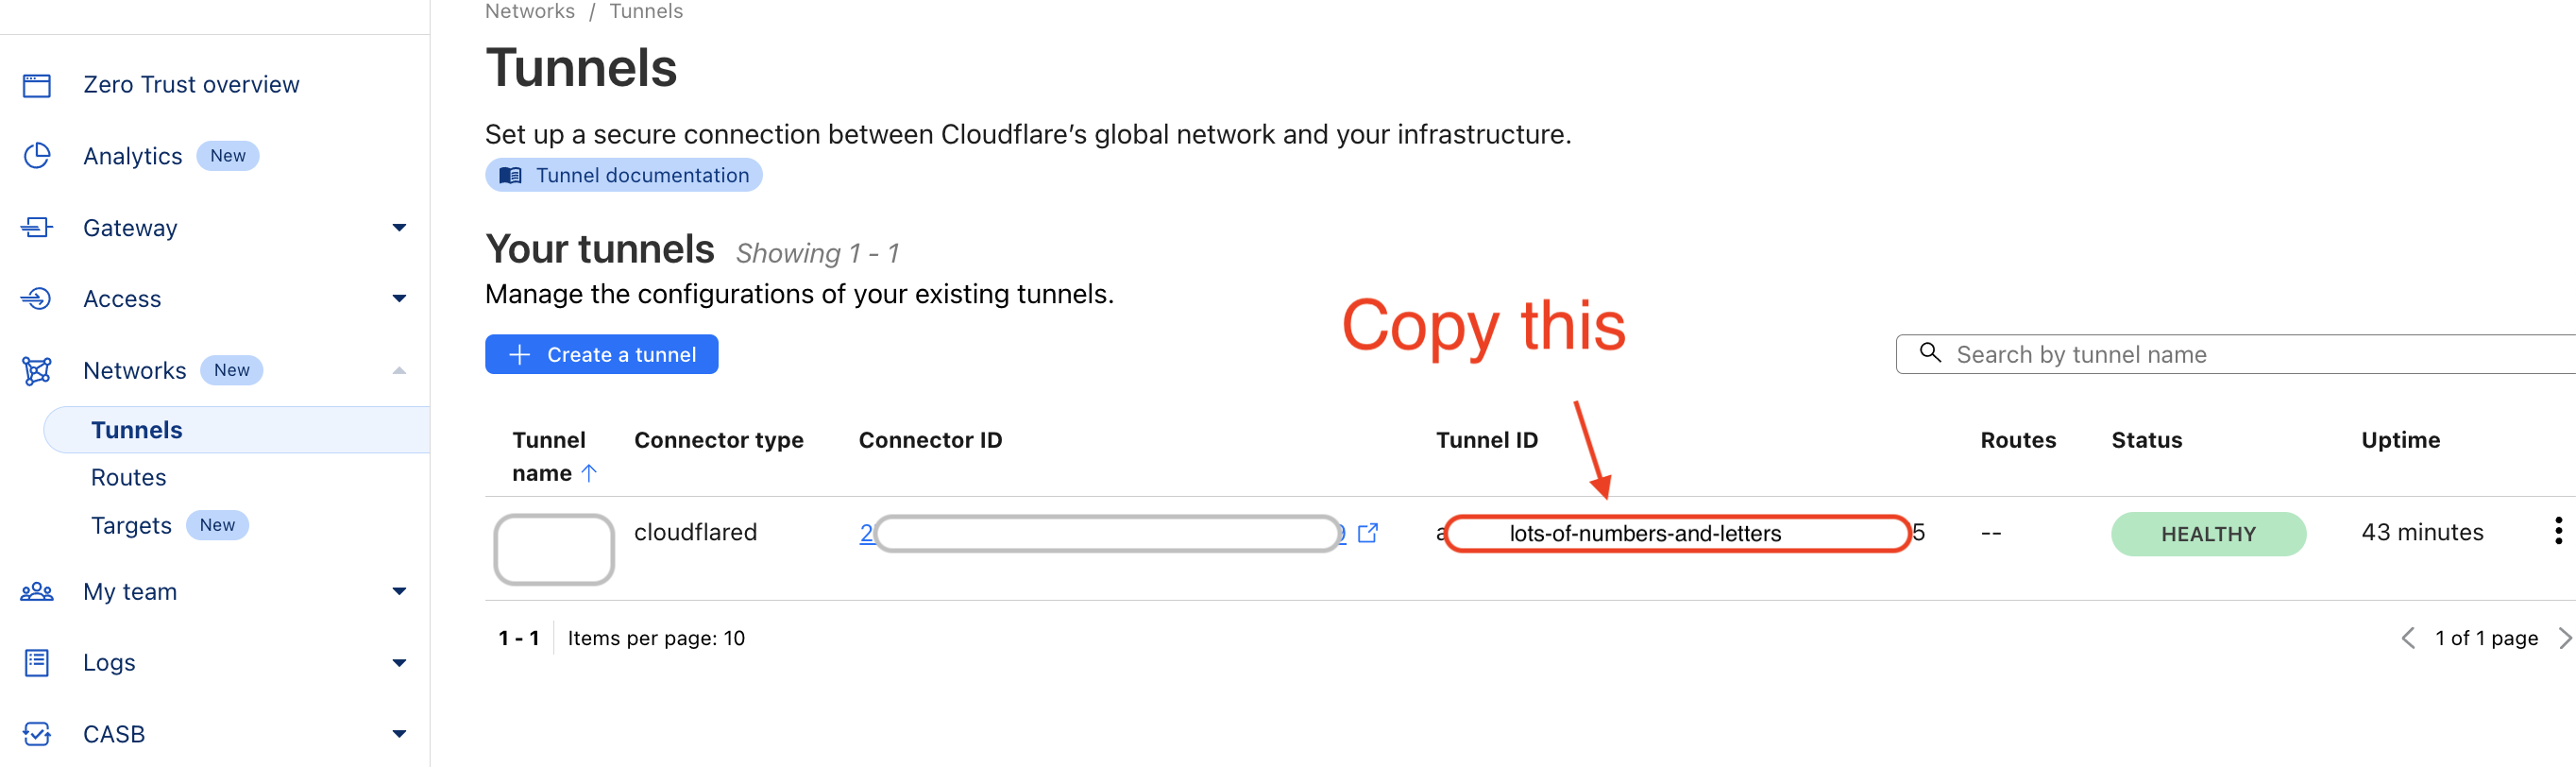 Networks / Tunnels
Zero Trust overview
Analytics New
Gateway
Access
Networks New
Tunnels
Routes
Targets New
My team
Logs
CASB
Tunnels
Set up a secure connection between Cloudflare’s global network and your infrastructure.
Tunnel documentation
Your tunnels Showing 1 - 1
Manage the configurations of your existing tunnels.
Copy this
+ Create a tunnel
Search by tunnel name
Tunnel name ↑ Connector type Connector ID Tunnel ID Routes Status Uptime
cloudflared 2 lots-of-numbers-and-letters 5 -- HEALTHY 43 minutes
1 - 1 Items per page: 10
1 of 1 page